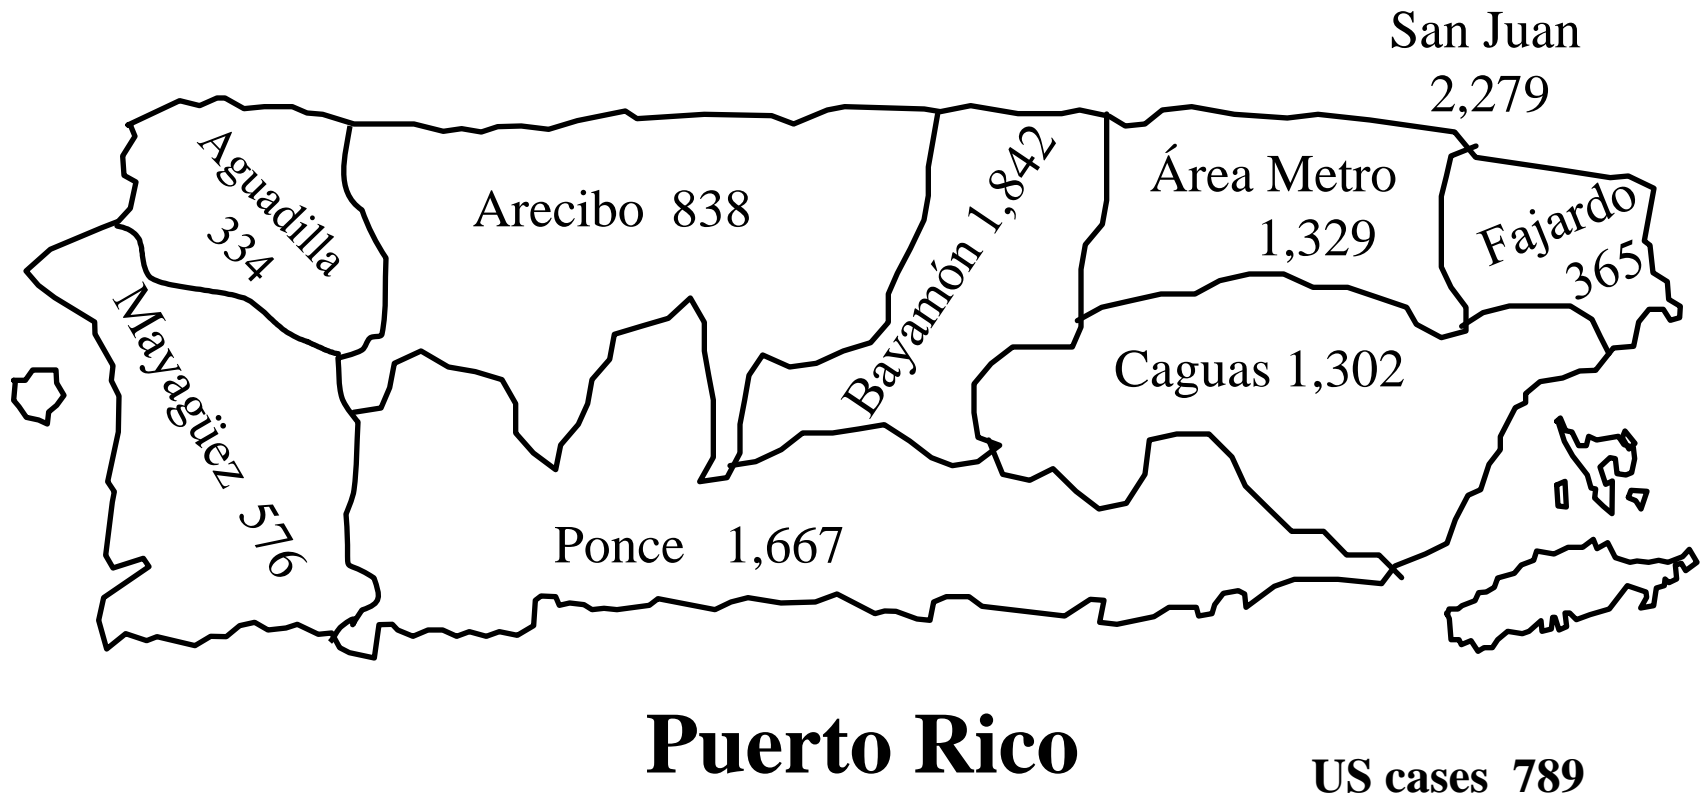 San Juan
2,279
Aguadilla
334
Arecibo 838
Bayamón 1,842
Área Metro
1,329
Fajardo
365
Mayagüez 576
Caguas 1,302
Ponce 1,667
Puerto Rico
US cases 789